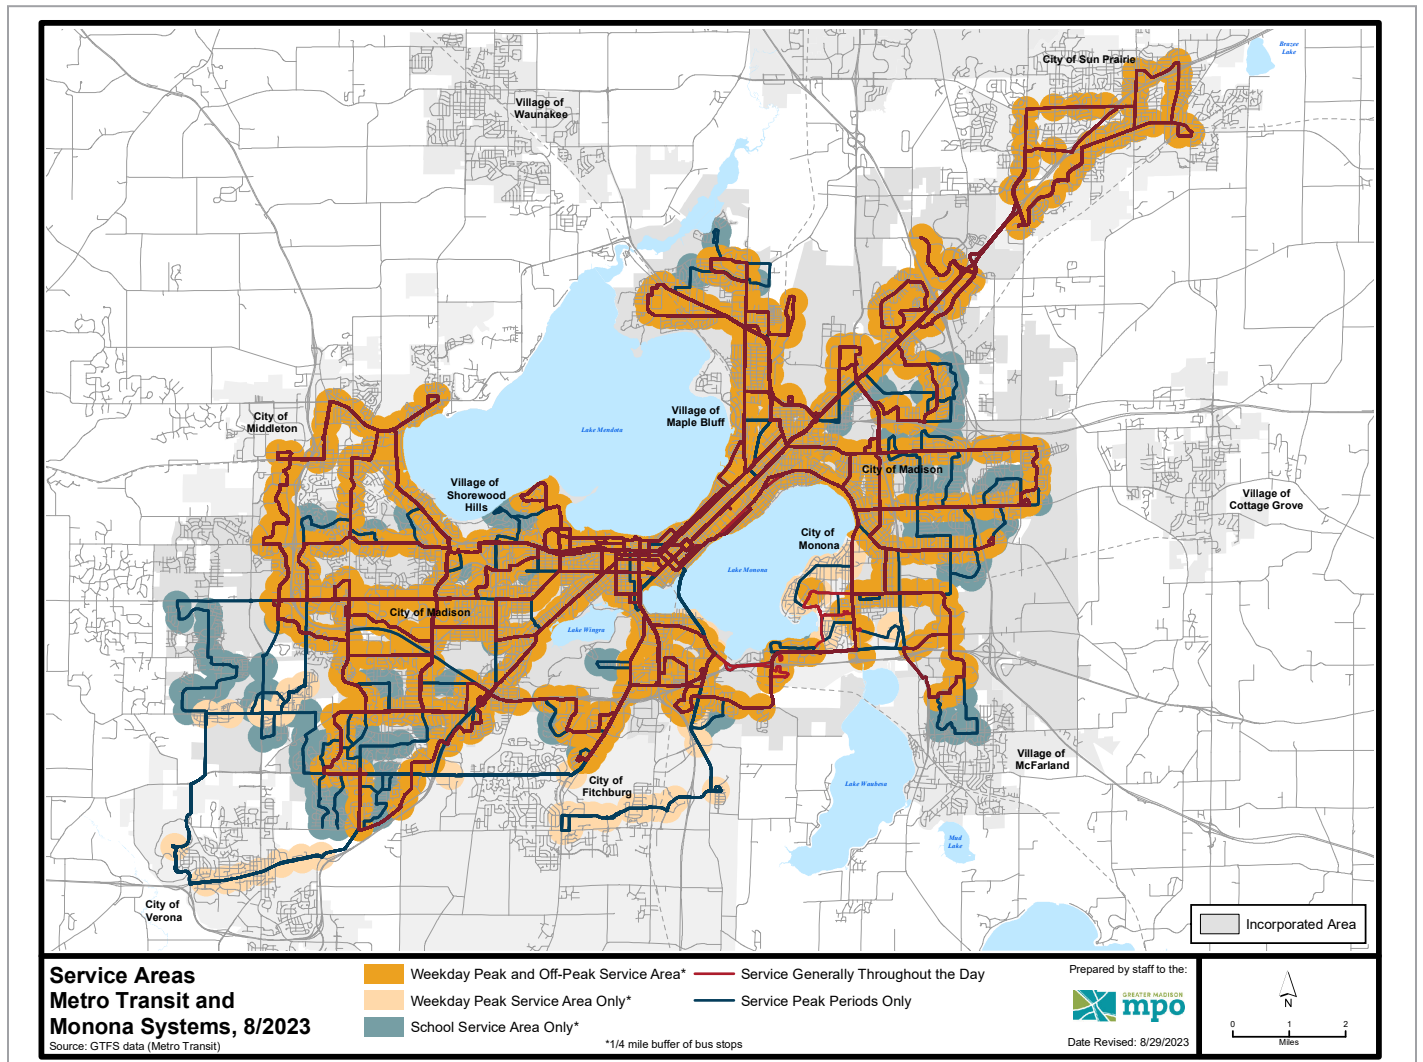 City of Sun Prairie
Brazee
Lake
Village of
Waunakee
City of
Middleton
Village of
Maple Bluff
Lake Mendota
Village of
Shorewood
Hills
City of Madison
Village of
Cottage Grove
City of
Monona
Lake Monona
City of Madison
Lake Wingra
Village of
McFarland
City of
Fitchburg
Lake Waubesa
Mud
Lake
City of
Verona
Incorporated Area
Service Areas
Metro Transit and
Monona Systems, 8/2023
Source: GTFS data (Metro Transit)
Weekday Peak and Off-Peak Service Area*
Weekday Peak Service Area Only*
School Service Area Only*
Service Generally Throughout the Day
Service Peak Periods Only
*1/4 mile buffer of bus stops
Prepared by staff to the:
GREATER MADISON
mpo
Date Revised: 8/29/2023
N
0 1 2
Miles